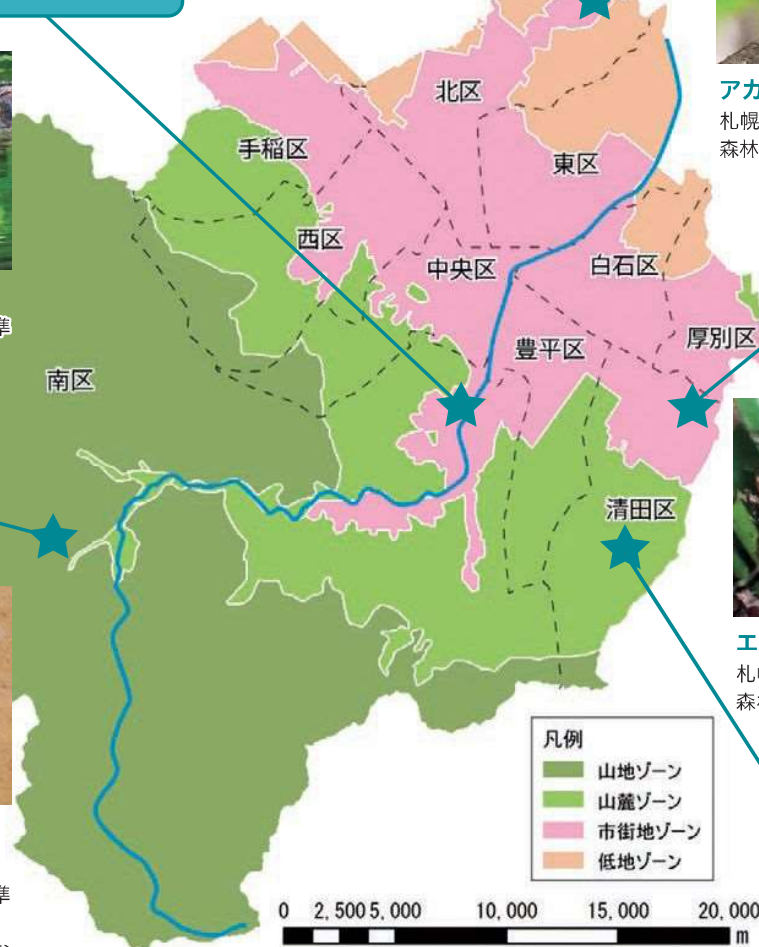 北区
手稲区
東区
西区
中央区
白石区
豊平区
厚別区
南区
清田区
アカ
札幌
森林
準
エ
札
森
準
凡例
山地ゾーン
山麓ゾーン
市街地ゾーン
低地ゾーン
0 2,500 5,000 10,000 15,000 20,000
m